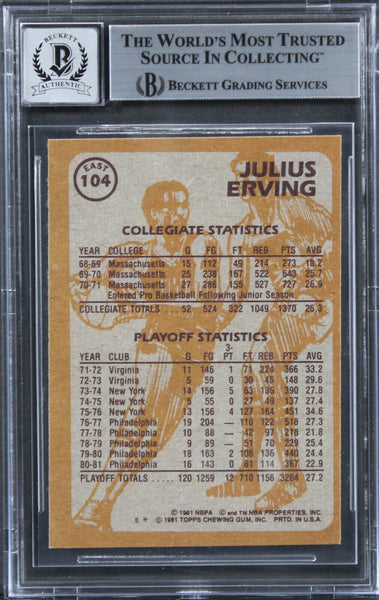 BECKETT
AUTHENTIC
THE WORLD'S MOST TRUSTED
SOURCE IN COLLECTING™
B BECKETT GRADING SERVICES
EAST
104
JULIUS
ERVING
COLLEGIATE STATISTICS
YEAR COLLEGE G FG FT REB PTS AVG
68-69 Massachusetts 15 112 49 214 273 18.2
69-70 Massachusetts 25 238 167 522 643 25.7
70-71 Massachusetts 27 286 155 527 727 26.9
Entered Pro Basketball Following Junior Season
COLLEGIATE TOTALS . . . 52 524 322 1049 1370 26.3
PLAYOFF STATISTICS
3-
YEAR CLUB G FG PT FT REB PTS AVG
71-72 Virginia 11 146 1 71 224 366 33.2
72-73 Virginia 5 59 0 30 45 148 29.6
73-74 New York 14 156 5 63 136 390 27.8
74-75 New York 5 55 0 27 49 137 27.4
75-76 New York 13 156 4 127 164 451 34.6
76-77 Philadelphia 19 204 — 110 122 518 27.3
77-78 Philadelphia 10 88 — 42 97 218 21.8
78-79 Philadelphia 9 89 — 51 70 229 25.4
79-80 Philadelphia 18 163 2 108 136 440 24.4
80-81 Philadelphia 16 143 0 81 114 367 22.9
PLAYOFF TOTALS . . . . . 120 1259 12 710 1156 3264 27.2
© 1981 NBPA © and TM NBA PROPERTIES, INC.
E * © 1981 TOPPS CHEWING GUM, INC. PRTD. IN U.S.A.